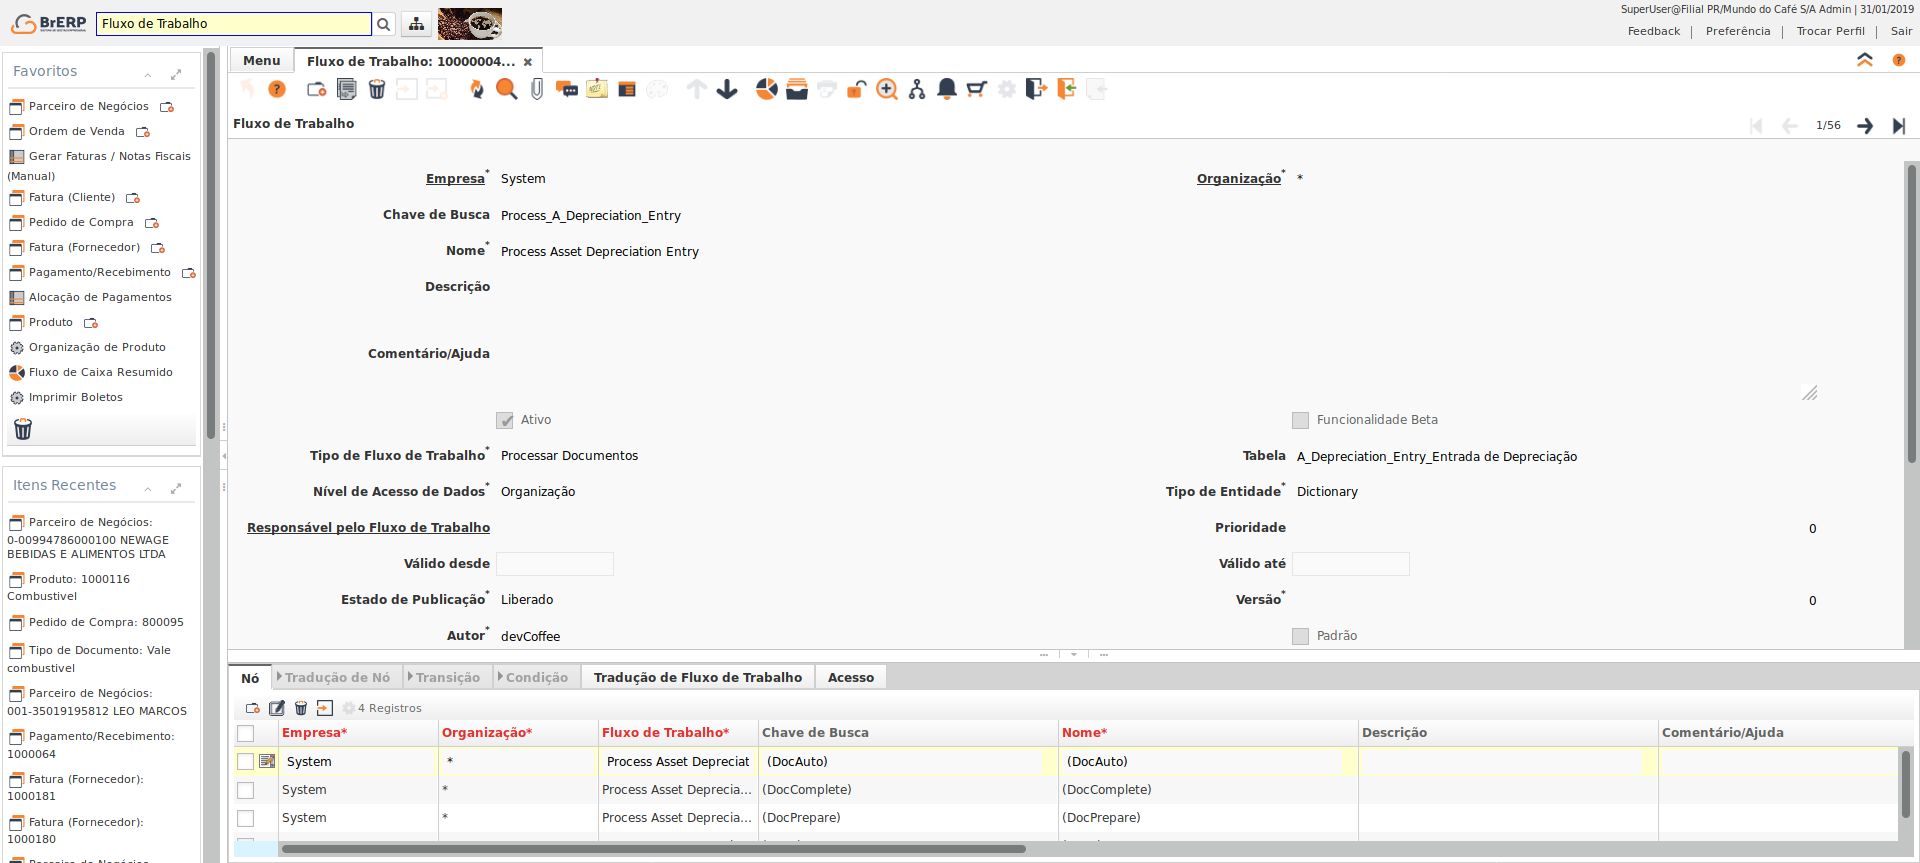 BrERP
Fluxo de Trabalho
SuperUser@Filial PR/Mundo do Café S/A Admin | 31/01/2019
Feedback | Preferência | Trocar Perfil | Sair
Favoritos
Parceiro de Negócios
Ordem de Venda
Gerar Faturas / Notas Fiscais
(Manual)
Fatura (Cliente)
Pedido de Compra
Fatura (Fornecedor)
Pagamento/Recebimento
Alocação de Pagamentos
Produto
Organização de Produto
Fluxo de Caixa Resumido
Imprimir Boletos
Itens Recentes
Parceiro de Negócios:
0-00994786000100 NEWAGE
BEBIDAS E ALIMENTOS LTDA
Produto: 1000116
Combustivel
Pedido de Compra: 800095
Tipo de Documento: Vale
combustivel
Parceiro de Negócios:
001-35019195812 LEO MARCOS
Pagamento/Recebimento:
1000064
Fatura (Fornecedor):
1000181
Fatura (Fornecedor):
1000180
Menu
Fluxo de Trabalho: 10000004...
Fluxo de Trabalho
1/56
Empresa* System
Organização* *
Chave de Busca Process_A_Depreciation_Entry
Nome* Process Asset Depreciation Entry
Descrição
Comentário/Ajuda
Ativo
Funcionalidade Beta
Tipo de Fluxo de Trabalho* Processar Documentos
Tabela A_Depreciation_Entry_Entrada de Depreciação
Nível de Acesso de Dados* Organização
Tipo de Entidade* Dictionary
Responsável pelo Fluxo de Trabalho
Prioridade 0
Válido desde
Válido até
Estado de Publicação* Liberado
Versão* 0
Autor* devCoffee
Padrão
Nó Tradução de Nó Transição Condição Tradução de Fluxo de Trabalho Acesso
4 Registros
Empresa* Organização* Fluxo de Trabalho* Chave de Busca Nome* Descrição Comentário/Ajuda
System * Process Asset Depreciat (DocAuto) (DocAuto)
System * Process Asset Deprecia... (DocComplete) (DocComplete)
System * Process Asset Deprecia... (DocPrepare) (DocPrepare)